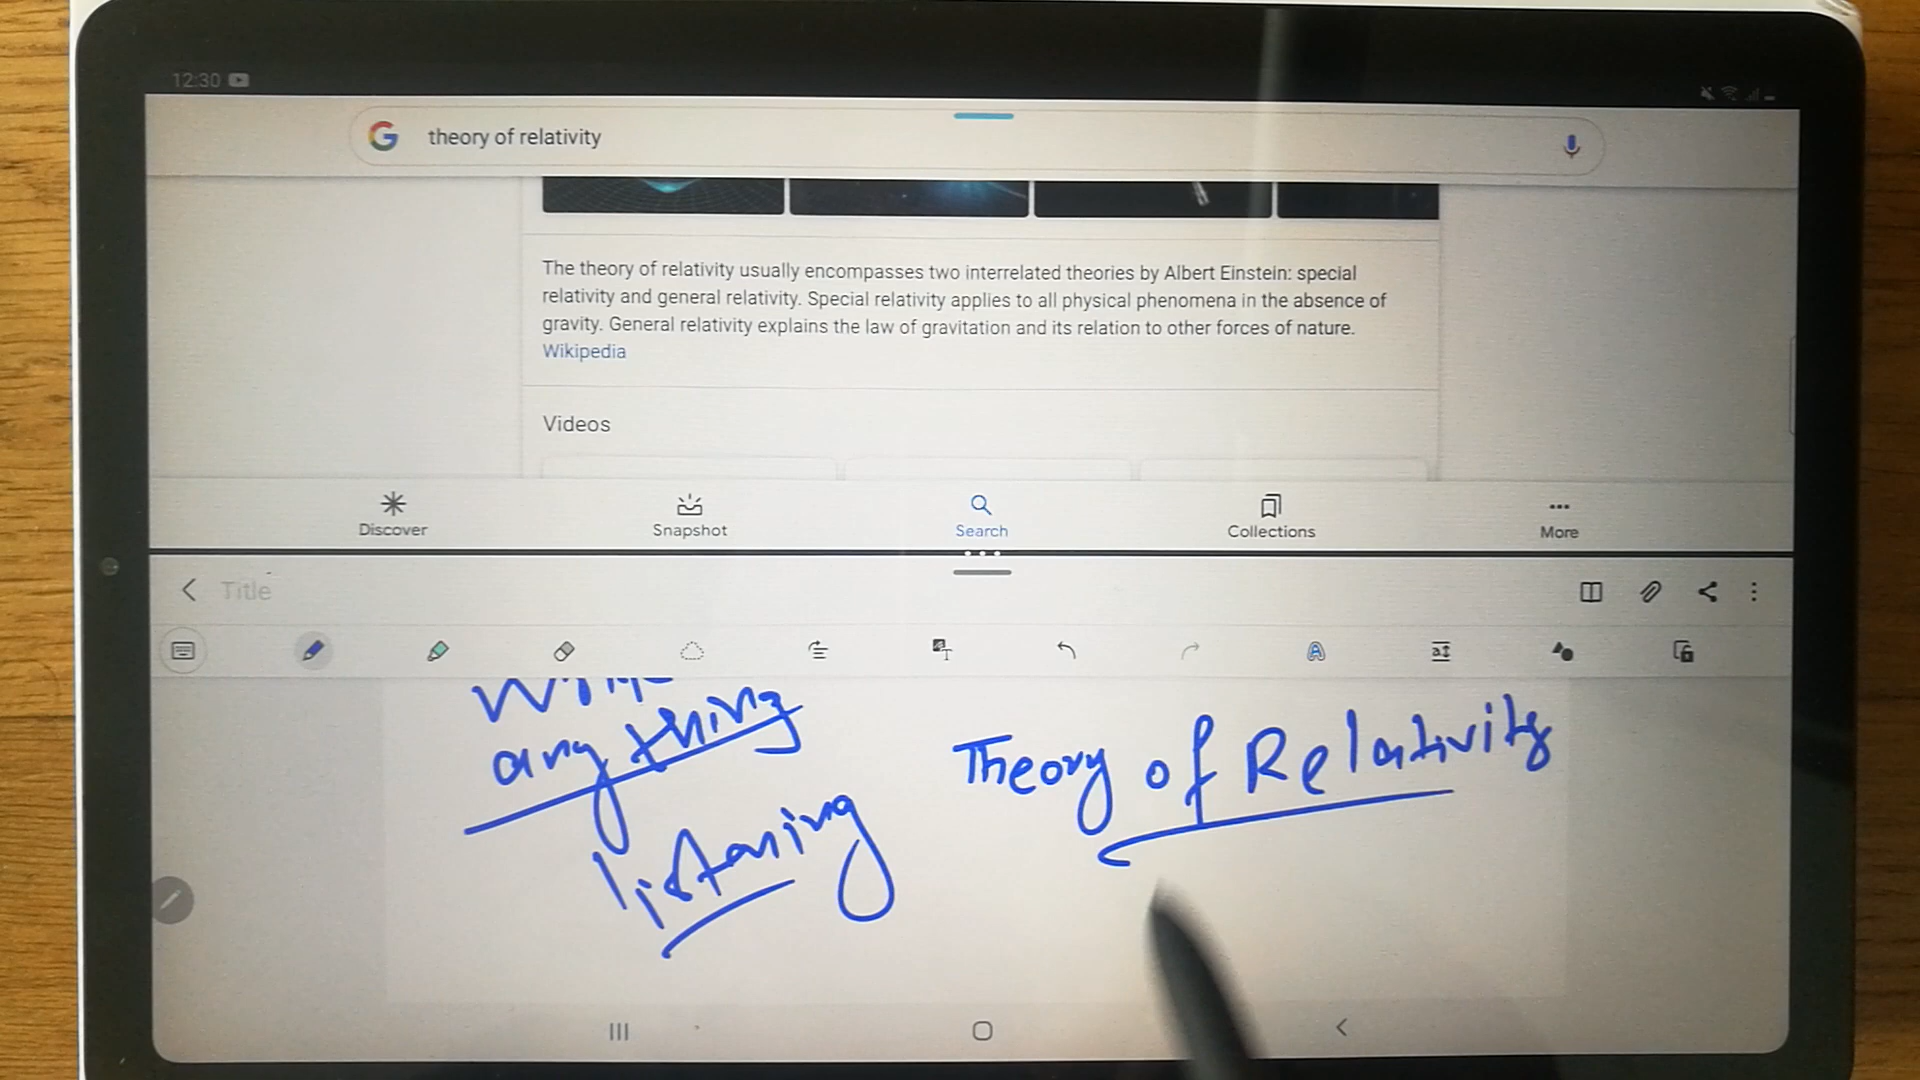 12:30
theory of relativity
The theory of relativity usually encompasses two interrelated theories by Albert Einstein: special
relativity and general relativity. Special relativity applies to all physical phenomena in the absence of
gravity. General relativity explains the law of gravitation and its relation to other forces of nature.
Wikipedia
Videos
Discover Snapshot Search Collections More
Title
any thing
Theory of Relativity
listening